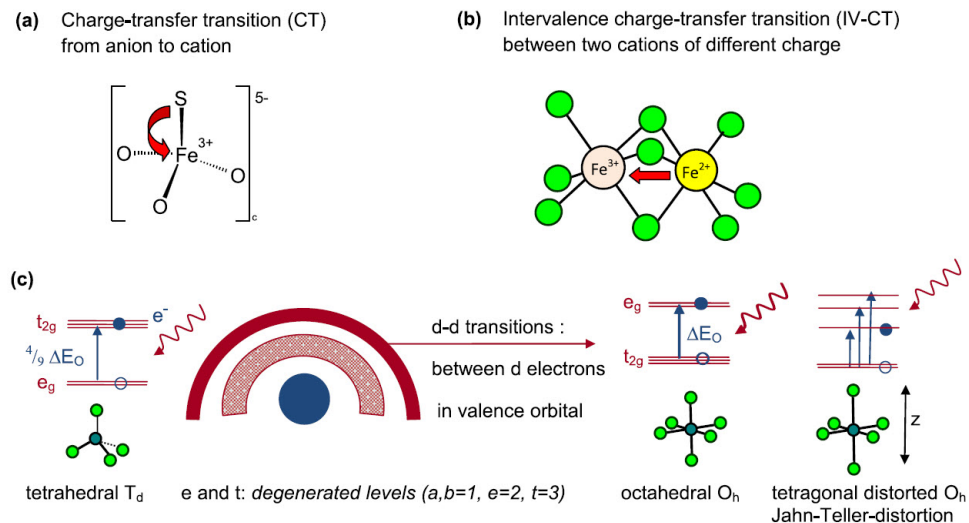 (a) Charge-transfer transition (CT)
from anion to cation
S
5-
Fe3+
O
O
O
c
(b) Intervalence charge-transfer transition (IV-CT)
between two cations of different charge
Fe3+
Fe2+
(c)
t2g
e-
4/9 ΔEO
eg
tetrahedral Td
d-d transitions :
between d electrons
in valence orbital
e and t: degenerated levels (a,b=1, e=2, t=3)
eg
ΔEO
t2g
octahedral Oh
z
tetragonal distorted Oh
Jahn-Teller-distortion